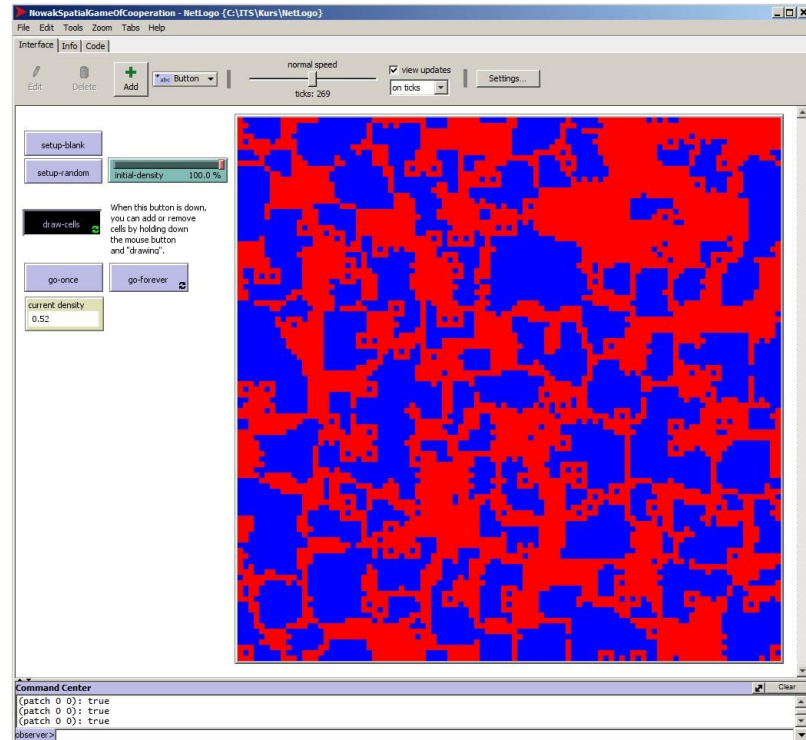 NowakSpatialGameOfCooperation - NetLogo {C:\ITS\Kurs\NetLogo}
File Edit Tools Zoom Tabs Help
Interface Info Code
normal speed
view updates
Edit Delete Add abc Button on ticks Settings...
ticks: 269
setup-blank
setup-random
initial-density 100.0 %
When this button is down,
you can add or remove
cells by holding down
the mouse button
and "drawing".
draw-cells
go-once go-forever
current density
0.52
Command Center Clear
(patch 0 0): true
(patch 0 0): true
(patch 0 0): true
observer>